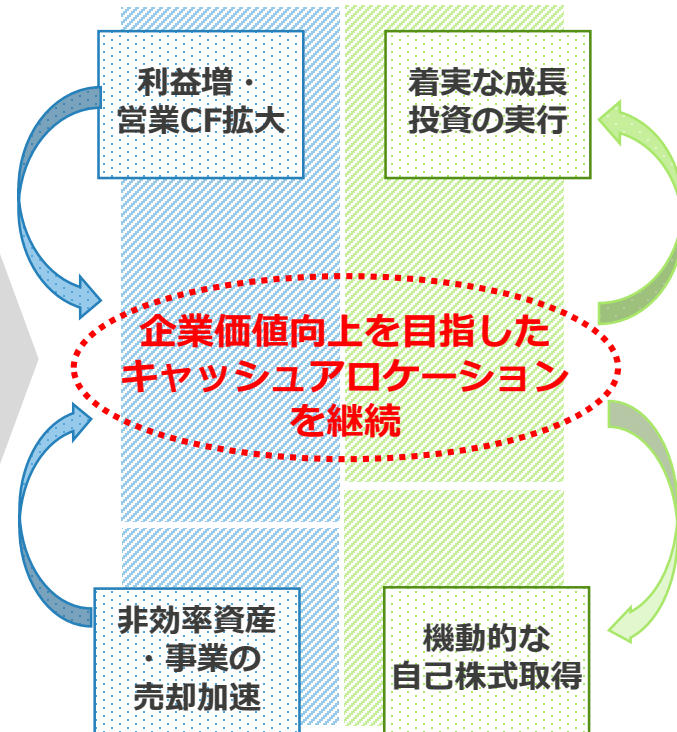 利益増・
営業CF拡大
着実な成長
投資の実行
企業価値向上を目指した
キャッシュアロケーション
を継続
非効率資産
・事業の
売却加速
機動的な
自己株式取得